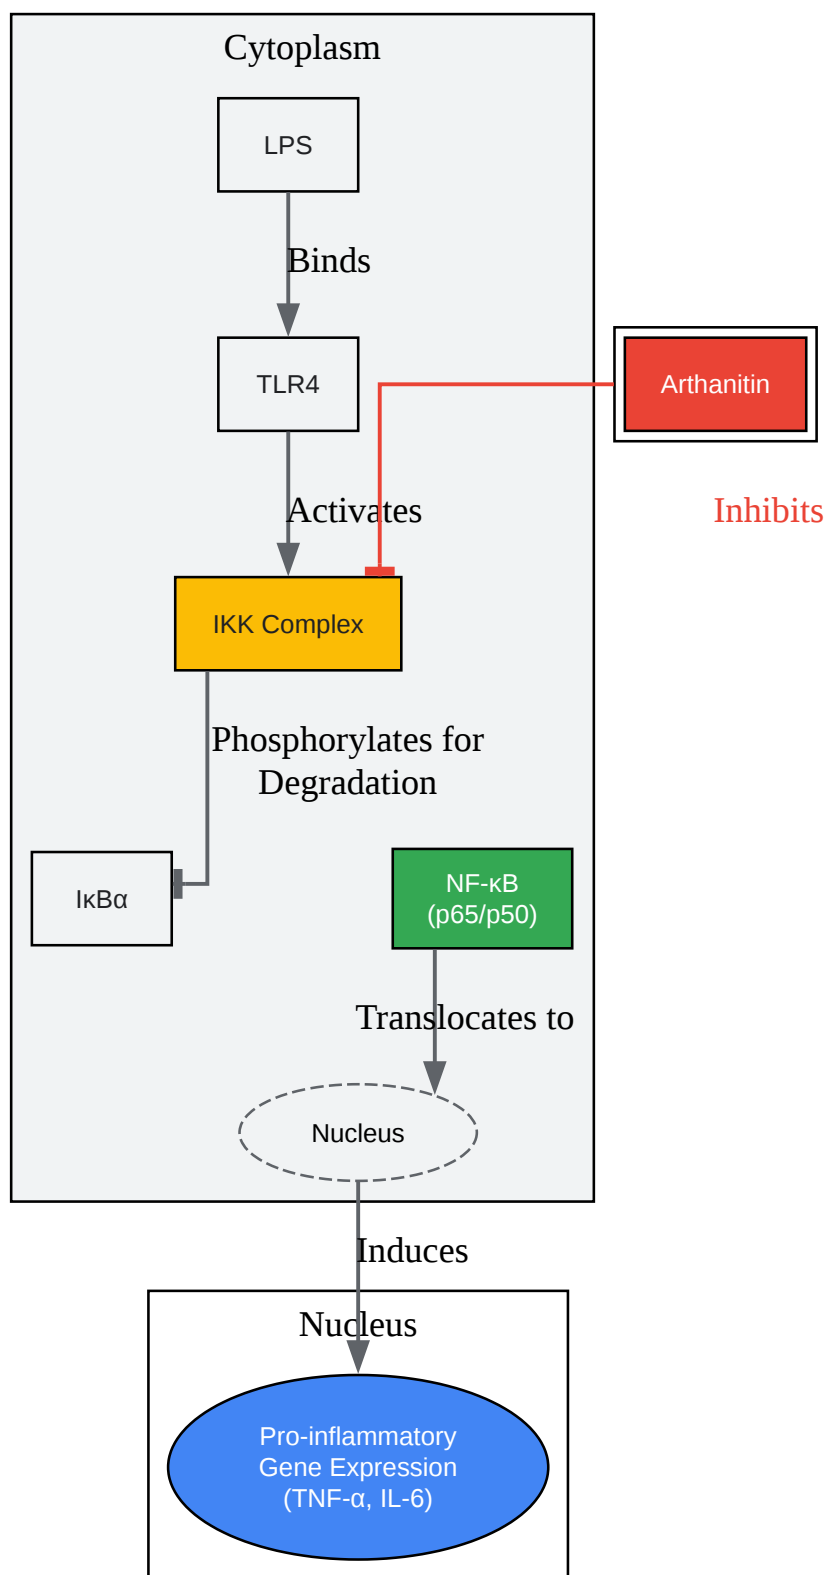 Cytoplasm
LPS
Binds
TLR4
Arthanitin
Activates
Inhibits
IKK Complex
Phosphorylates for
Degradation
IκBα
NF-κB
(p65/p50)
Translocates to
Nucleus
Induces
Nucleus
Pro-inflammatory
Gene Expression
(TNF-α, IL-6)